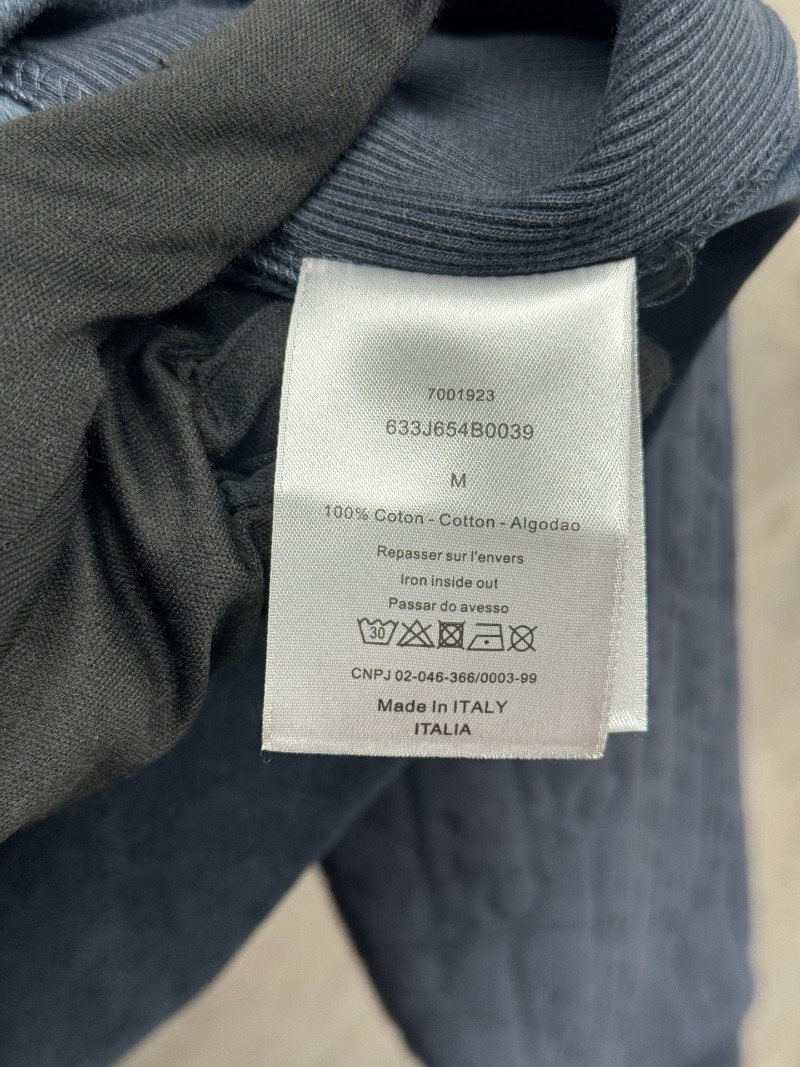 7001923
633J654B0039
M
100% Coton - Cotton - Algodao
Repasser sur l'envers
Iron inside out
Passar do avesso
30
CNPJ 02-046-366/0003-99
Made In ITALY
ITALIA